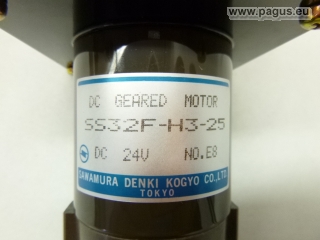 www.pagus.eu
DC GEARED MOTOR
SS32F-H3-25
DC 24V NO.E8
SAWAMURA DENKI KOGYO CO.,LTD.
TOKYO